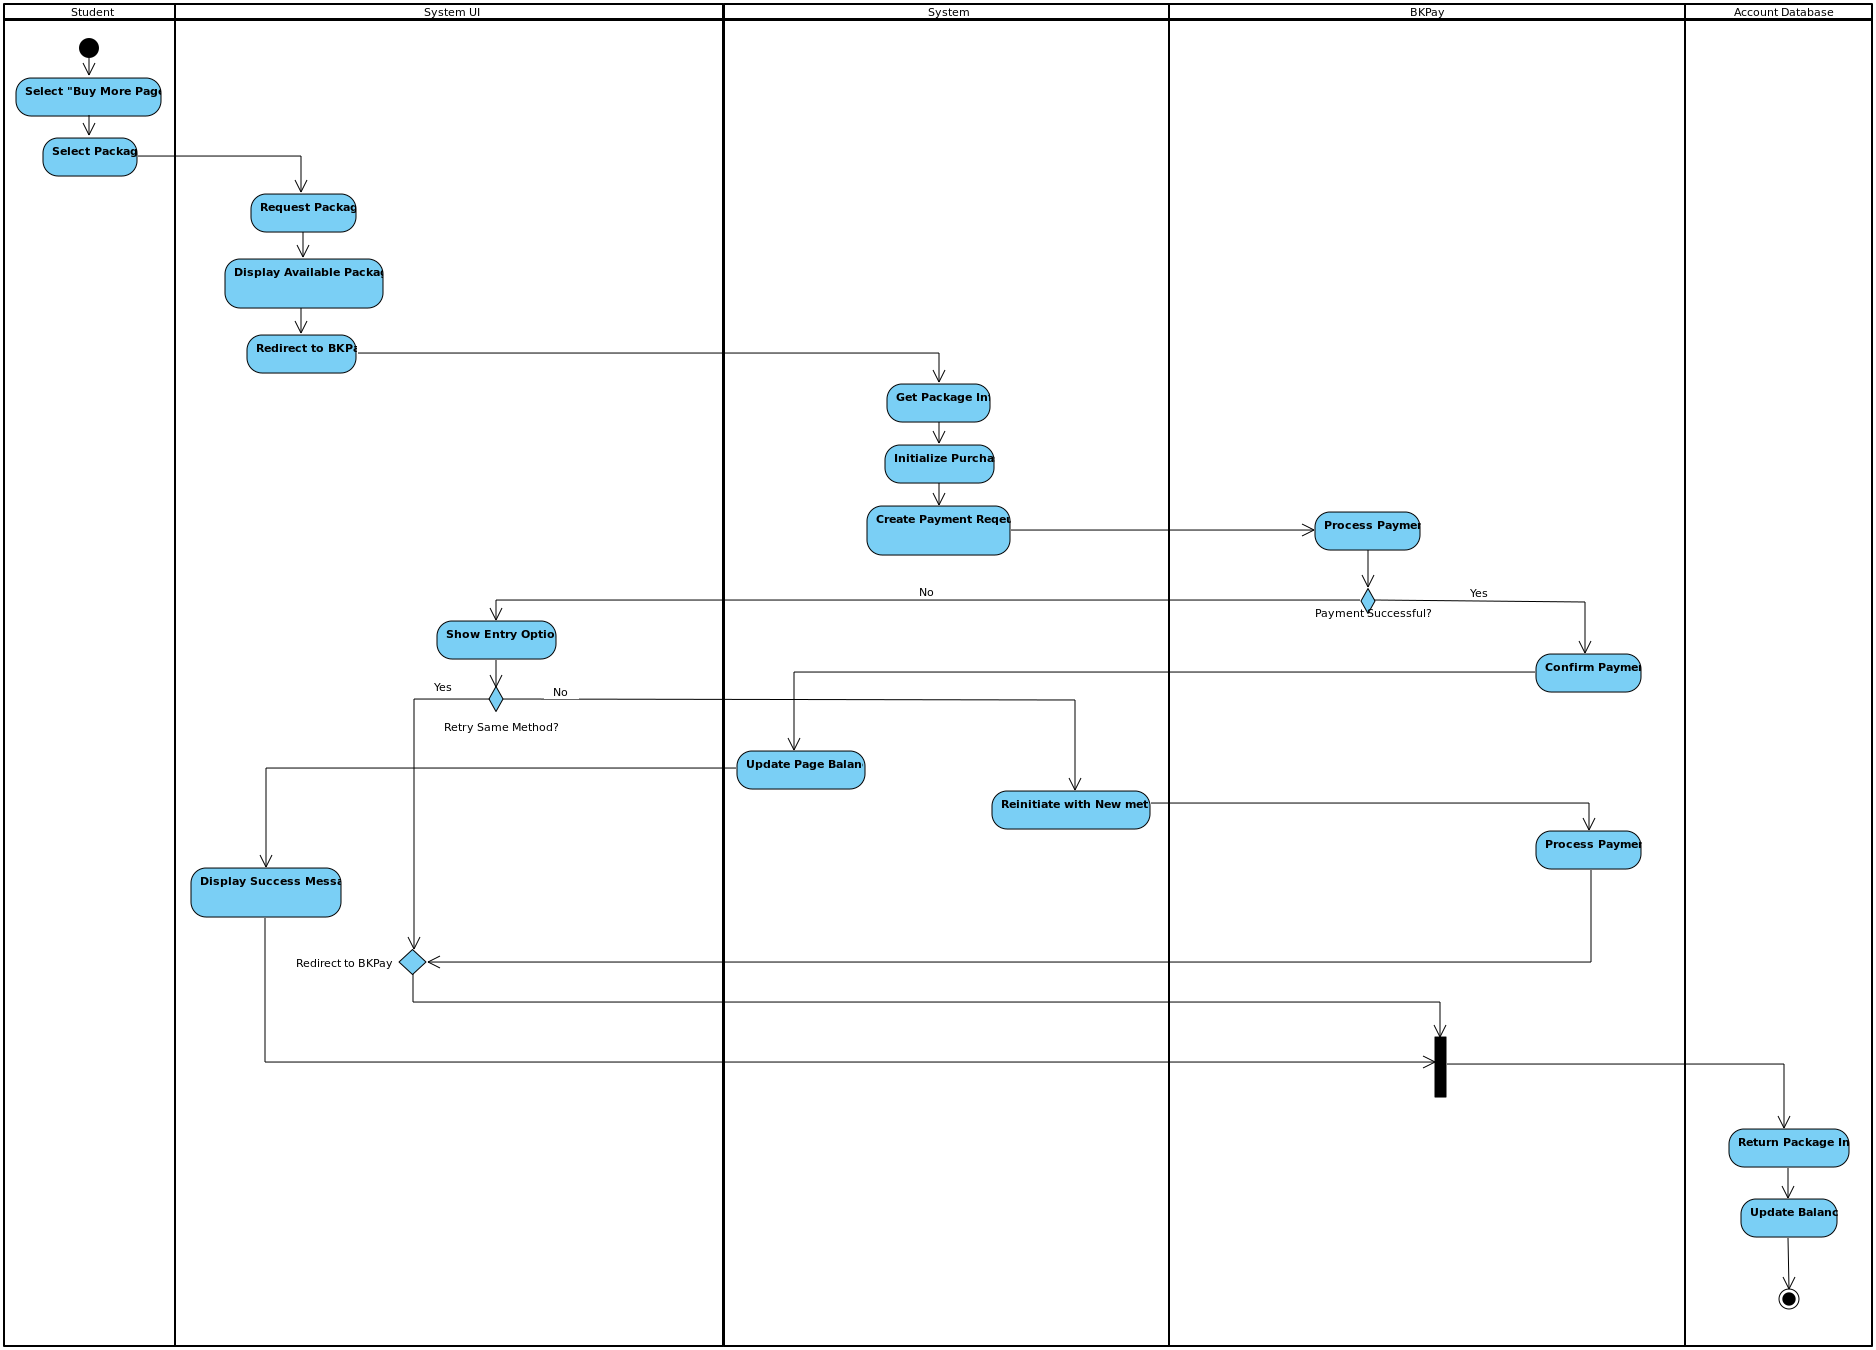 Student
System UI
System
BKPay
Account Database
Select "Buy More Page
Select Packag
Request Packag
Display Available Packag
Redirect to BKPa
Get Package In
Initialize Purcha
Create Payment Reqeu
Process Paymen
No
Yes
Payment Successful?
Show Entry Optio
Confirm Paymen
Yes
No
Retry Same Method?
Update Page Balan
Reinitiate with New met
Process Paymen
Display Success Messa
Redirect to BKPay
Return Package In
Update Balanc